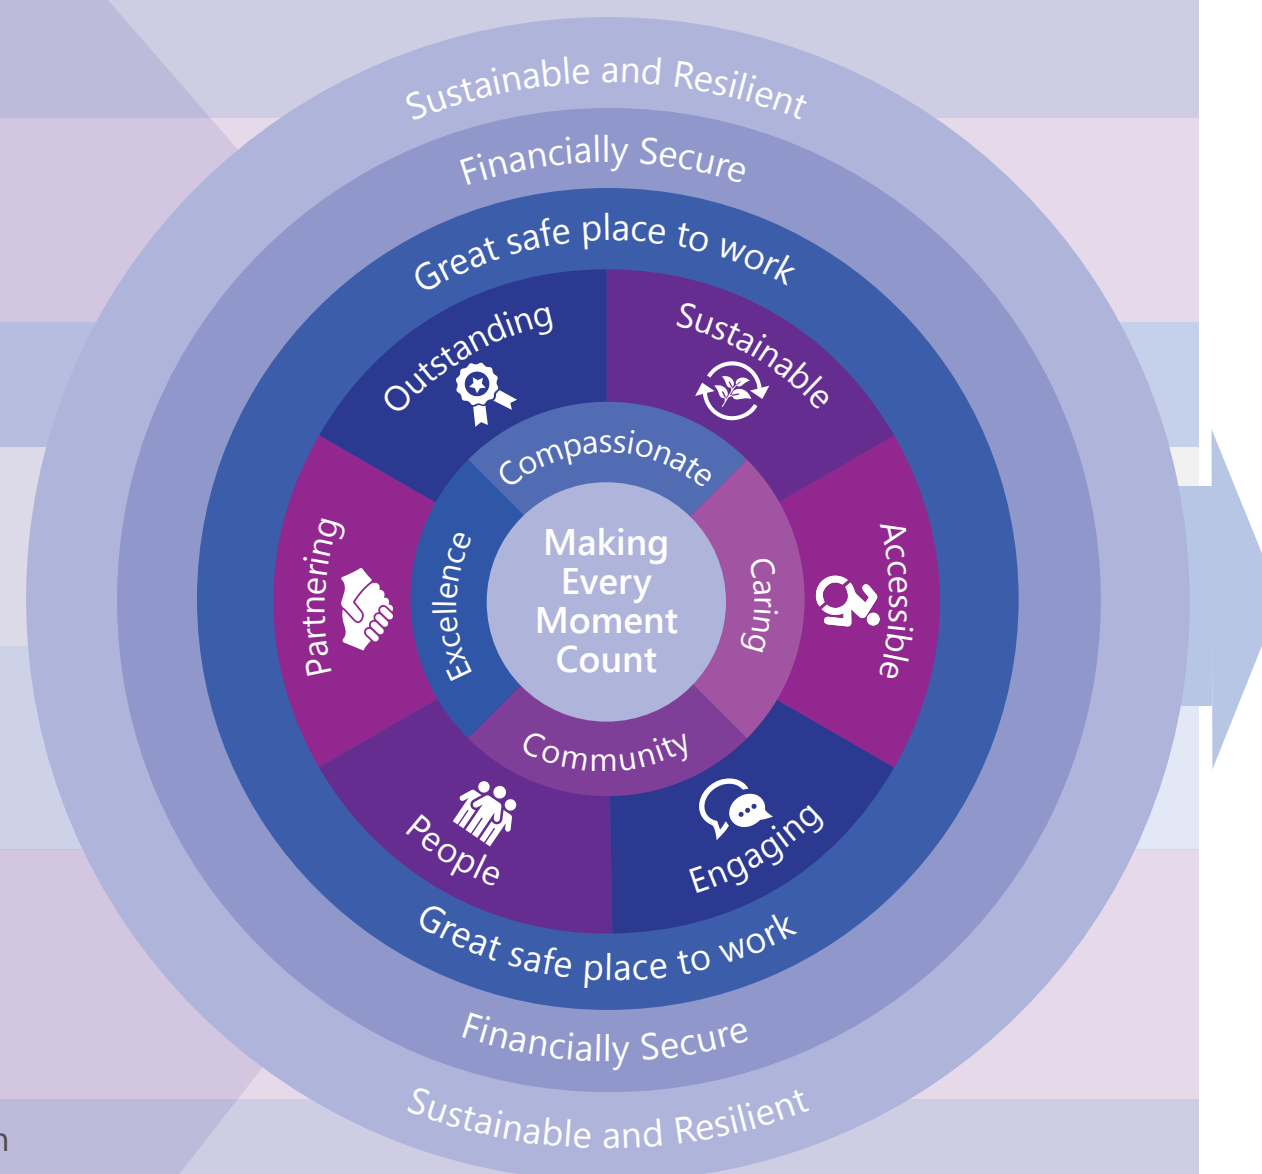 Sustainable and Resilient
Financially Secure
Great safe place to work
Outstanding
Sustainable
Compassionate
Partnering
Excellence
Making
Every
Moment
Count
Caring
Accessible
Community
People
Engaging
Great safe place to work
Financially Secure
Sustainable and Resilient